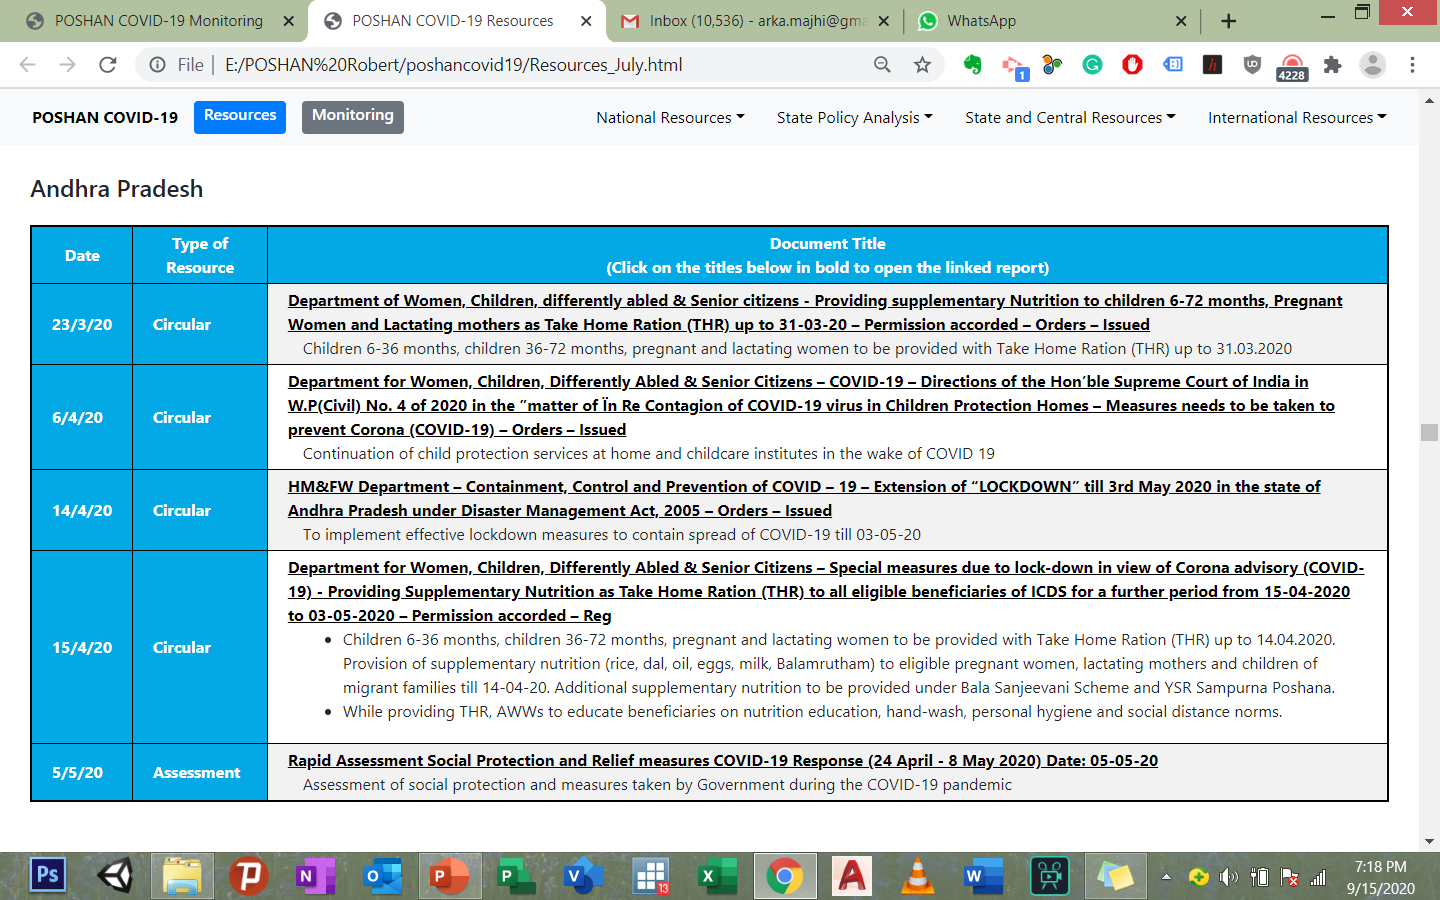 POSHAN COVID-19 Monitoring
POSHAN COVID-19 Resources
Inbox (10,536) - arka.majhi@gma
WhatsApp
File | E:/POSHAN%20Robert/poshancovid19/Resources_July.html
1
4228
POSHAN COVID-19 Resources Monitoring National Resources State Policy Analysis State and Central Resources International Resources
Andhra Pradesh
Date
Type of
Resource
Document Title
(Click on the titles below in bold to open the linked report)
23/3/20
Circular
Department of Women, Children, differently abled & Senior citizens - Providing supplementary Nutrition to children 6-72 months, Pregnant
Women and Lactating mothers as Take Home Ration (THR) up to 31-03-20 – Permission accorded – Orders – Issued
Children 6-36 months, children 36-72 months, pregnant and lactating women to be provided with Take Home Ration (THR) up to 31.03.2020
6/4/20
Circular
Department for Women, Children, Differently Abled & Senior Citizens – COVID-19 – Directions of the Hon’ble Supreme Court of India in
W.P(Civil) No. 4 of 2020 in the ”matter of Ïn Re Contagion of COVID-19 virus in Children Protection Homes – Measures needs to be taken to
prevent Corona (COVID-19) – Orders – Issued
Continuation of child protection services at home and childcare institutes in the wake of COVID 19
14/4/20
Circular
HM&FW Department – Containment, Control and Prevention of COVID – 19 – Extension of “LOCKDOWN” till 3rd May 2020 in the state of
Andhra Pradesh under Disaster Management Act, 2005 – Orders – Issued
To implement effective lockdown measures to contain spread of COVID-19 till 03-05-20
15/4/20
Circular
Department for Women, Children, Differently Abled & Senior Citizens – Special measures due to lock-down in view of Corona advisory (COVID-
19) - Providing Supplementary Nutrition as Take Home Ration (THR) to all eligible beneficiaries of ICDS for a further period from 15-04-2020
to 03-05-2020 – Permission accorded – Reg
• Children 6-36 months, children 36-72 months, pregnant and lactating women to be provided with Take Home Ration (THR) up to 14.04.2020.
Provision of supplementary nutrition (rice, dal, oil, eggs, milk, Balamrutham) to eligible pregnant women, lactating mothers and children of
migrant families till 14-04-20. Additional supplementary nutrition to be provided under Bala Sanjeevani Scheme and YSR Sampurna Poshana.
• While providing THR, AWWs to educate beneficiaries on nutrition education, hand-wash, personal hygiene and social distance norms.
5/5/20
Assessment
Rapid Assessment Social Protection and Relief measures COVID-19 Response (24 April - 8 May 2020) Date: 05-05-20
Assessment of social protection and measures taken by Government during the COVID-19 pandemic
Ps
13
7:18 PM
9/15/2020